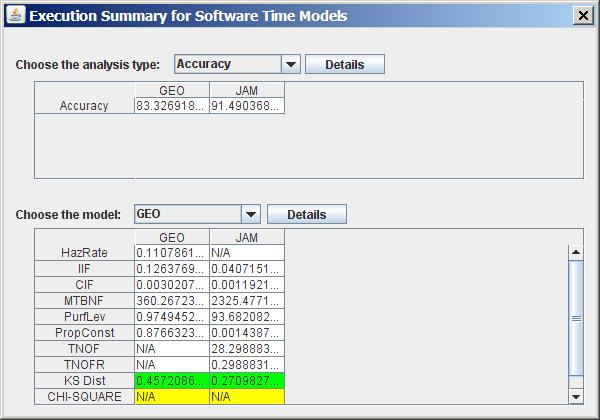 Execution Summary for Software Time Models
Choose the analysis type: Accuracy Details
GEO JAM
Accuracy 83.326918... 91.490368...
Choose the model: GEO Details
GEO JAM
HazRate 0.1107861... N/A
IIF 0.1263769... 0.0407151...
CIF 0.0030207... 0.0011921...
MTBNF 360.26723... 2325.4771...
PurfLev 0.9749452... 93.682082...
PropConst 0.8766323... 0.0014387...
TNOF N/A 28.298883...
TNOFR N/A 0.2988831...
KS Dist 0.4572086... 0.2709827...
CHI-SQUARE N/A N/A